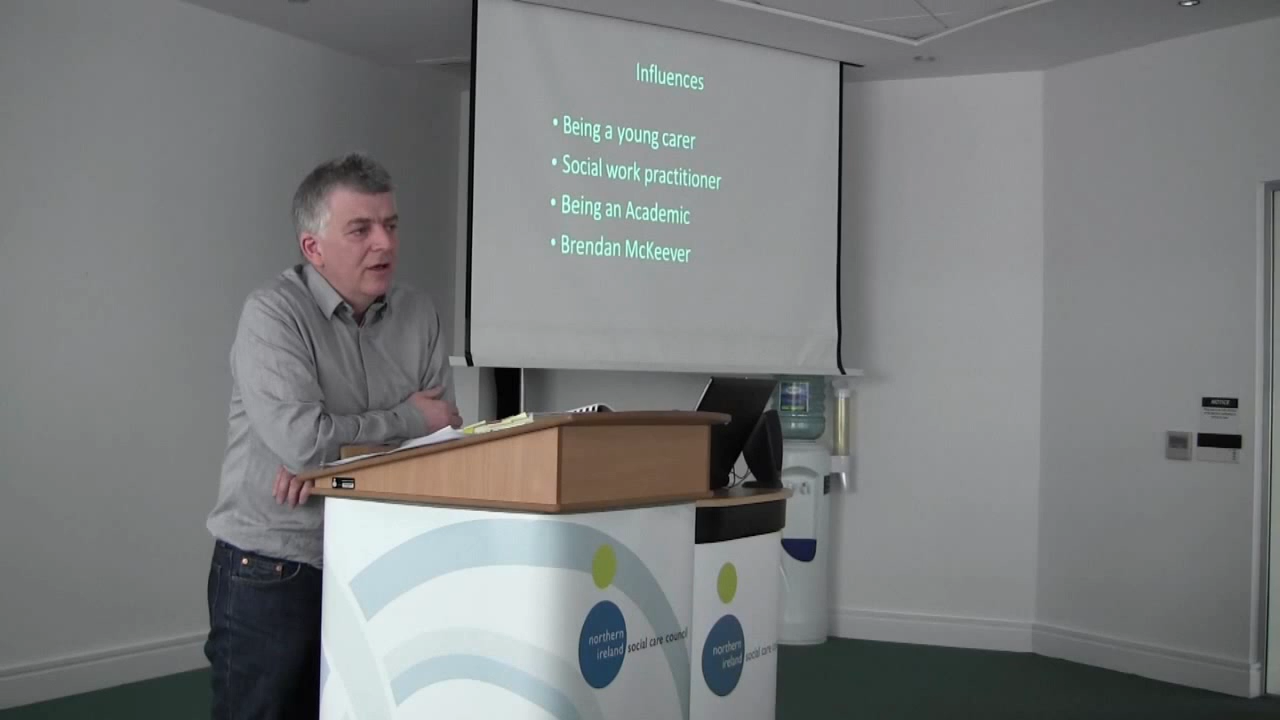 Influences
• Being a young carer
• Social work practitioner
• Being an Academic
• Brendan McKeever
NOTICE
northern
ireland social care council
northern
ireland social care